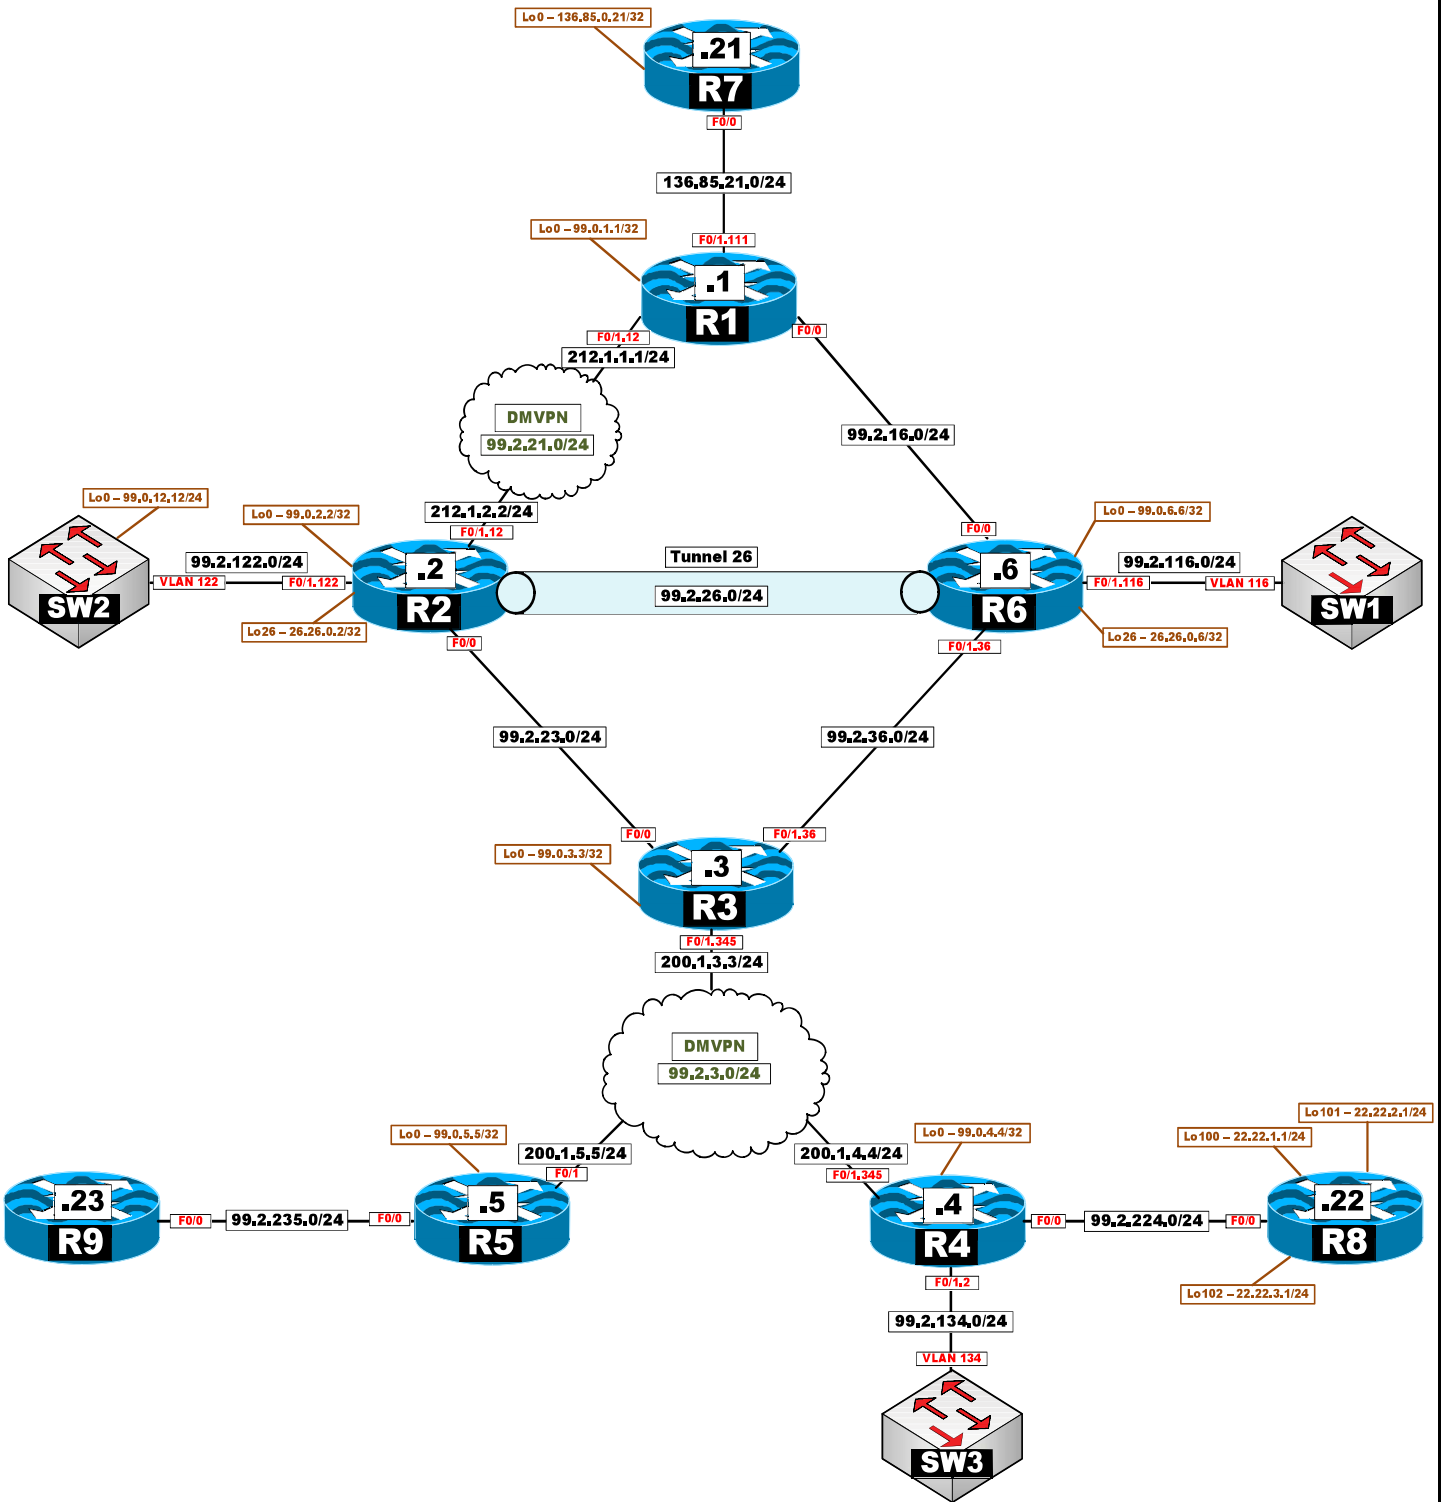 Lo0 – 136.85.0.21/32
.21
R7
F0/0
136.85.21.0/24
Lo0 – 99.0.1.1/32
F0/1.111
.1
R1
F0/1.12
F0/0
212.1.1.1/24
DMVPN
99.2.21.0/24
99.2.16.0/24
Lo0 – 99.0.12.12/24
Lo0 – 99.0.2.2/32
212.1.2.2/24
F0/1.12
F0/0
Lo0 – 99.0.6.6/32
99.2.122.0/24
VLAN 122
F0/1.122
SW2
.2
R2
Tunnel 26
99.2.26.0/24
.6
R6
99.2.116.0/24
F0/1.116
VLAN 116
SW1
Lo26 – 26.26.0.2/32
F0/0
F0/1.36
Lo26 – 26.26.0.6/32
99.2.23.0/24
99.2.36.0/24
F0/0
F0/1.36
Lo0 – 99.0.3.3/32
.3
R3
F0/1.345
200.1.3.3/24
DMVPN
99.2.3.0/24
Lo0 – 99.0.5.5/32
200.1.5.5/24
F0/1
200.1.4.4/24
F0/1.345
Lo0 – 99.0.4.4/32
Lo101 – 22.22.2.1/24
Lo100 – 22.22.1.1/24
.23
R9
F0/0
99.2.235.0/24
F0/0
.5
R5
.4
R4
F0/0
99.2.224.0/24
F0/0
.22
R8
F0/1.2
Lo102 – 22.22.3.1/24
99.2.134.0/24
VLAN 134
SW3